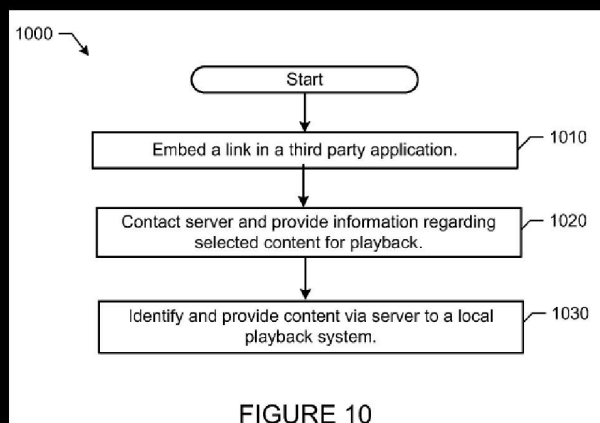 1000
Start
Embed a link in a third party application.
1010
Contact server and provide information regarding
selected content for playback.
1020
Identify and provide content via server to a local
playback system.
1030
FIGURE 10